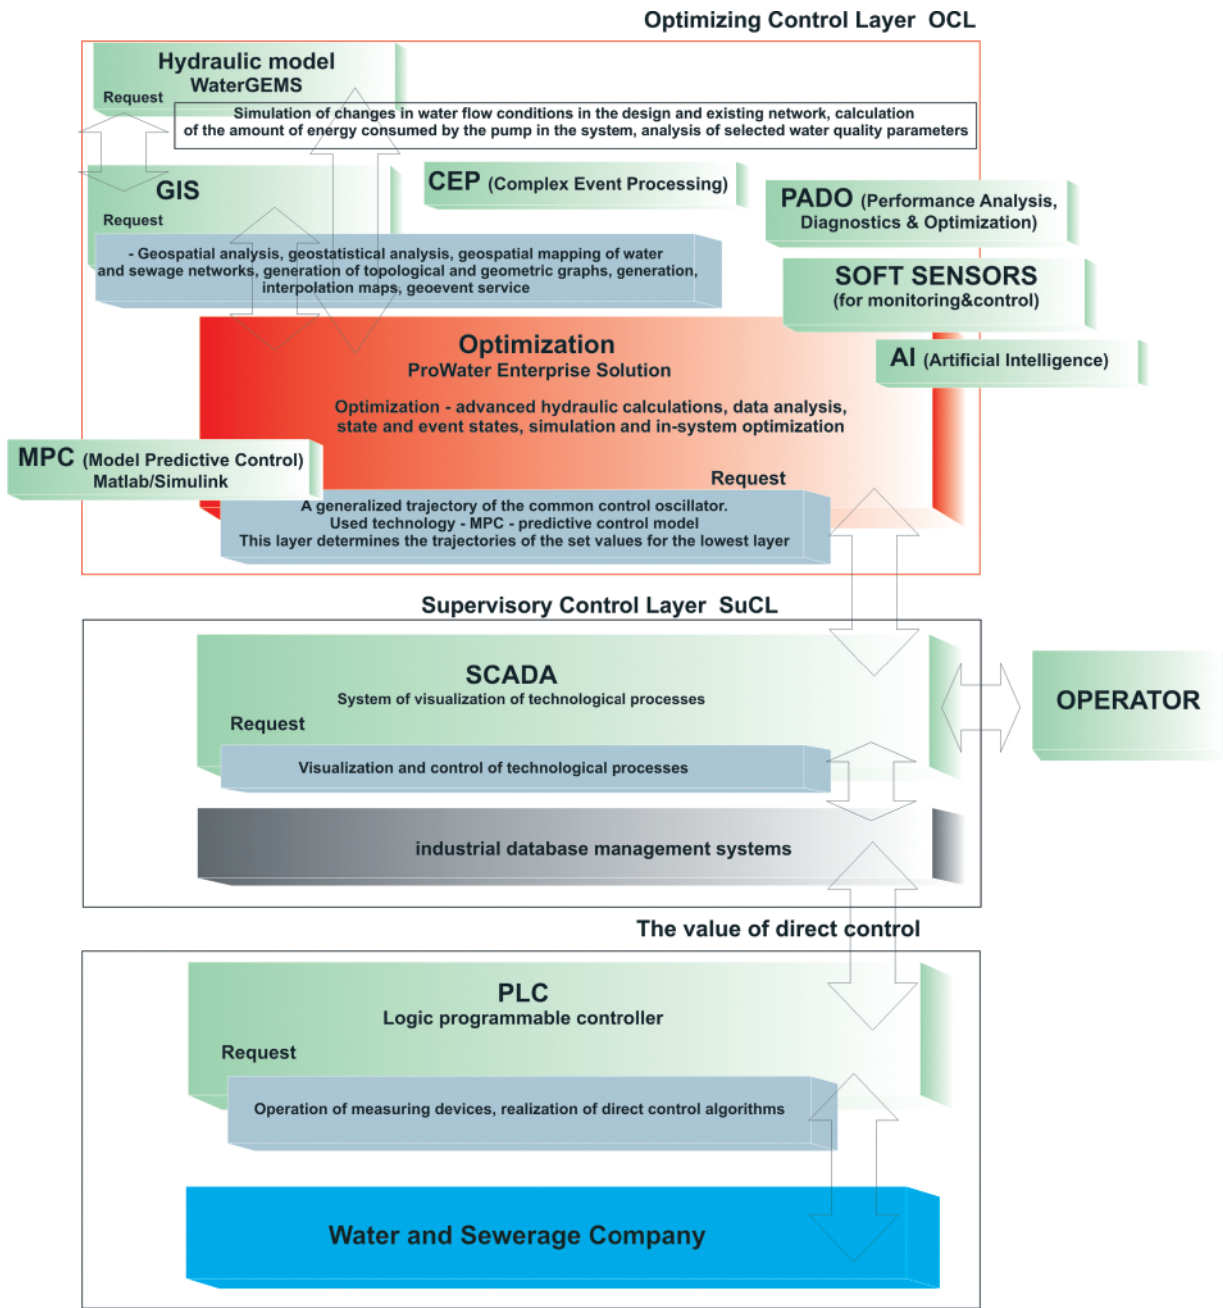 Optimizing Control Layer OCL
Hydraulic model
WaterGEMS
Request
Simulation of changes in water flow conditions in the design and existing network, calculation
of the amount of energy consumed by the pump in the system, analysis of selected water quality parameters
GIS
Request
CEP (Complex Event Processing)
PADO (Performance Analysis,
Diagnostics & Optimization)
- Geospatial analysis, geostatistical analysis, geospatial mapping of water
and sewage networks, generation of topological and geometric graphs, generation,
interpolation maps, geoevent service
SOFT SENSORS
(for monitoring&control)
Optimization
ProWater Enterprise Solution
AI (Artificial Intelligence)
Optimization - advanced hydraulic calculations, data analysis,
state and event states, simulation and in-system optimization
MPC (Model Predictive Control)
Matlab/Simulink
Request
A generalized trajectory of the common control oscillator.
Used technology - MPC - predictive control model
This layer determines the trajectories of the set values for the lowest layer
Supervisory Control Layer SuCL
SCADA
System of visualization of technological processes
Request
OPERATOR
Visualization and control of technological processes
industrial database management systems
The value of direct control
PLC
Logic programmable controller
Request
Operation of measuring devices, realization of direct control algorithms
Water and Sewerage Company